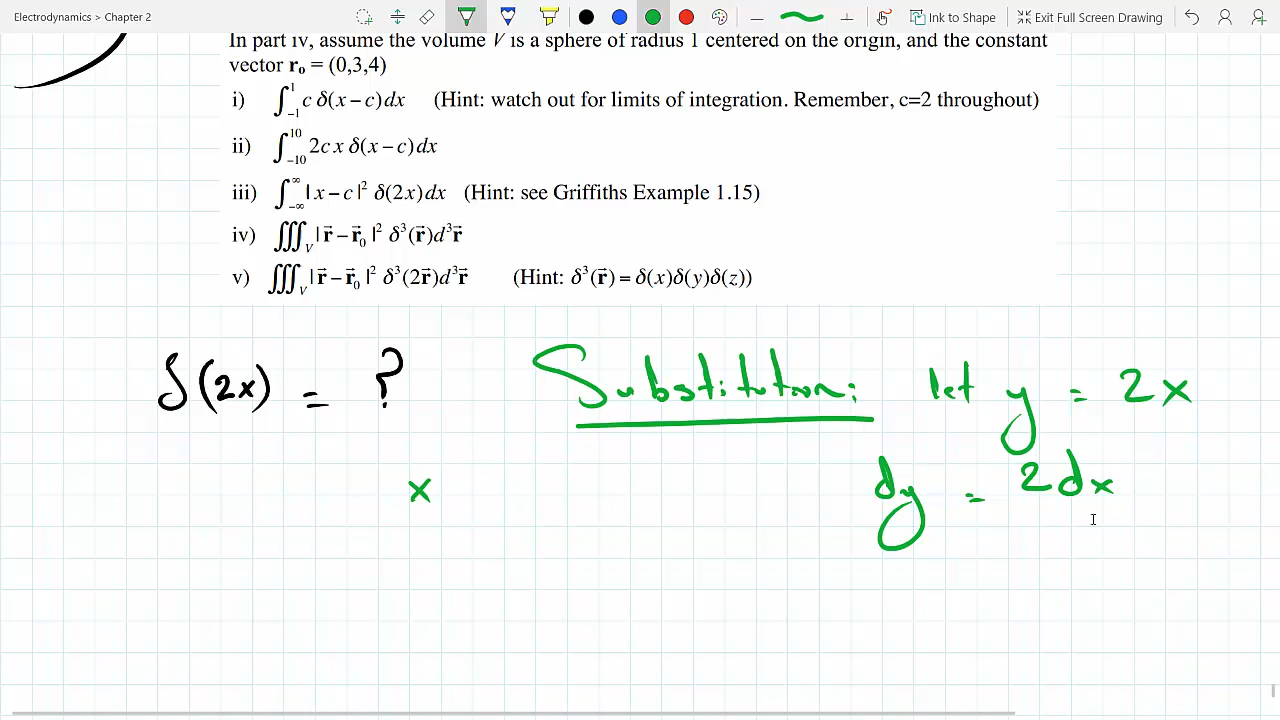 Electrodynamics > Chapter 2
Ink to Shape
Exit Full Screen Drawing
In part iv, assume the volume V is a sphere of radius 1 centered on the origin, and the constant
vector r₀ = (0,3,4)
i) ∫₋₁¹ c δ(x−c)dx (Hint: watch out for limits of integration. Remember, c=2 throughout)
ii) ∫₋₁₀¹⁰ 2c x δ(x−c)dx
iii) ∫₋∞^∞ |x−c|² δ(2x)dx (Hint: see Griffiths Example 1.15)
iv) ∭_V |r⃗ − r⃗₀|² δ³(r⃗)d³r⃗
v) ∭_V |r⃗ − r⃗₀|² δ³(2r⃗)d³r⃗ (Hint: δ³(r⃗) = δ(x)δ(y)δ(z))
δ(2x) = ? Substitution: let y = 2x
x dy = 2dx